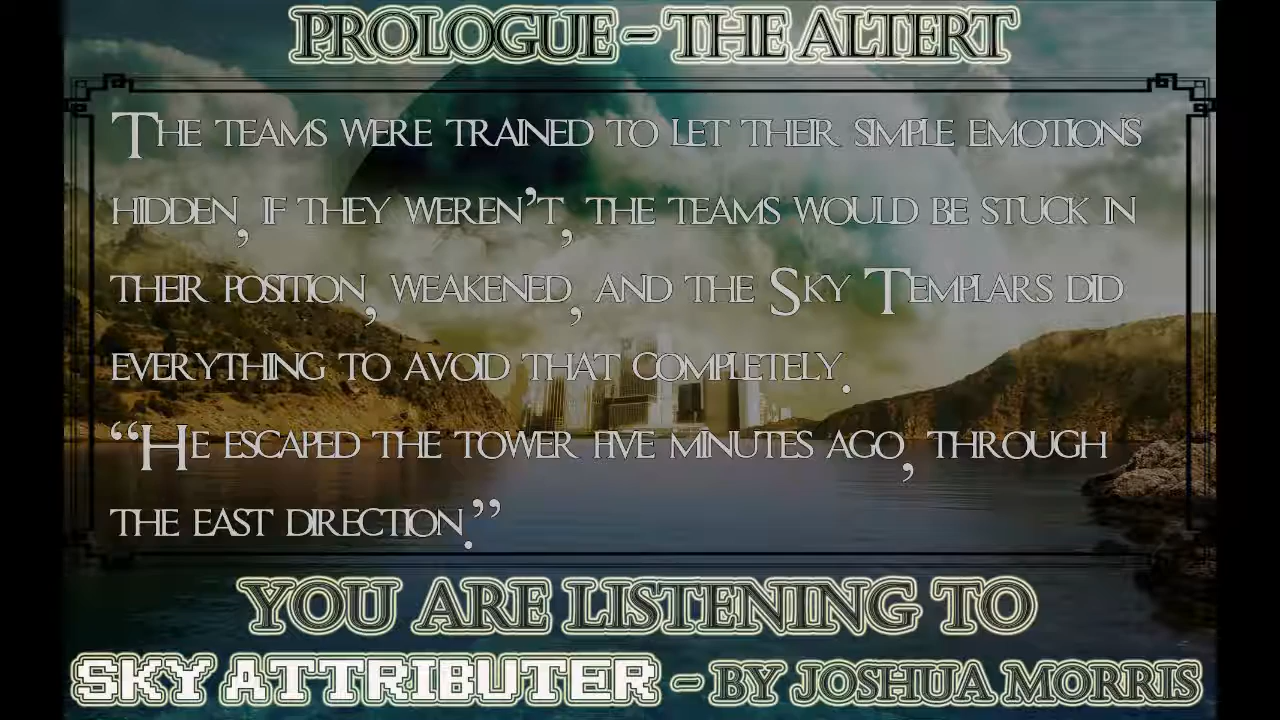 PROLOGUE - THE ALTERT
The teams were trained to let their simple emotions
hidden, if they weren't, the teams would be stuck in
their position, weakened, and the Sky Templars did
everything to avoid that completely.
“He escaped the tower five minutes ago, through
the east direction.”
YOU ARE LISTENING TO
SKY ATTRIBUTER - BY JOSHUA MORRIS